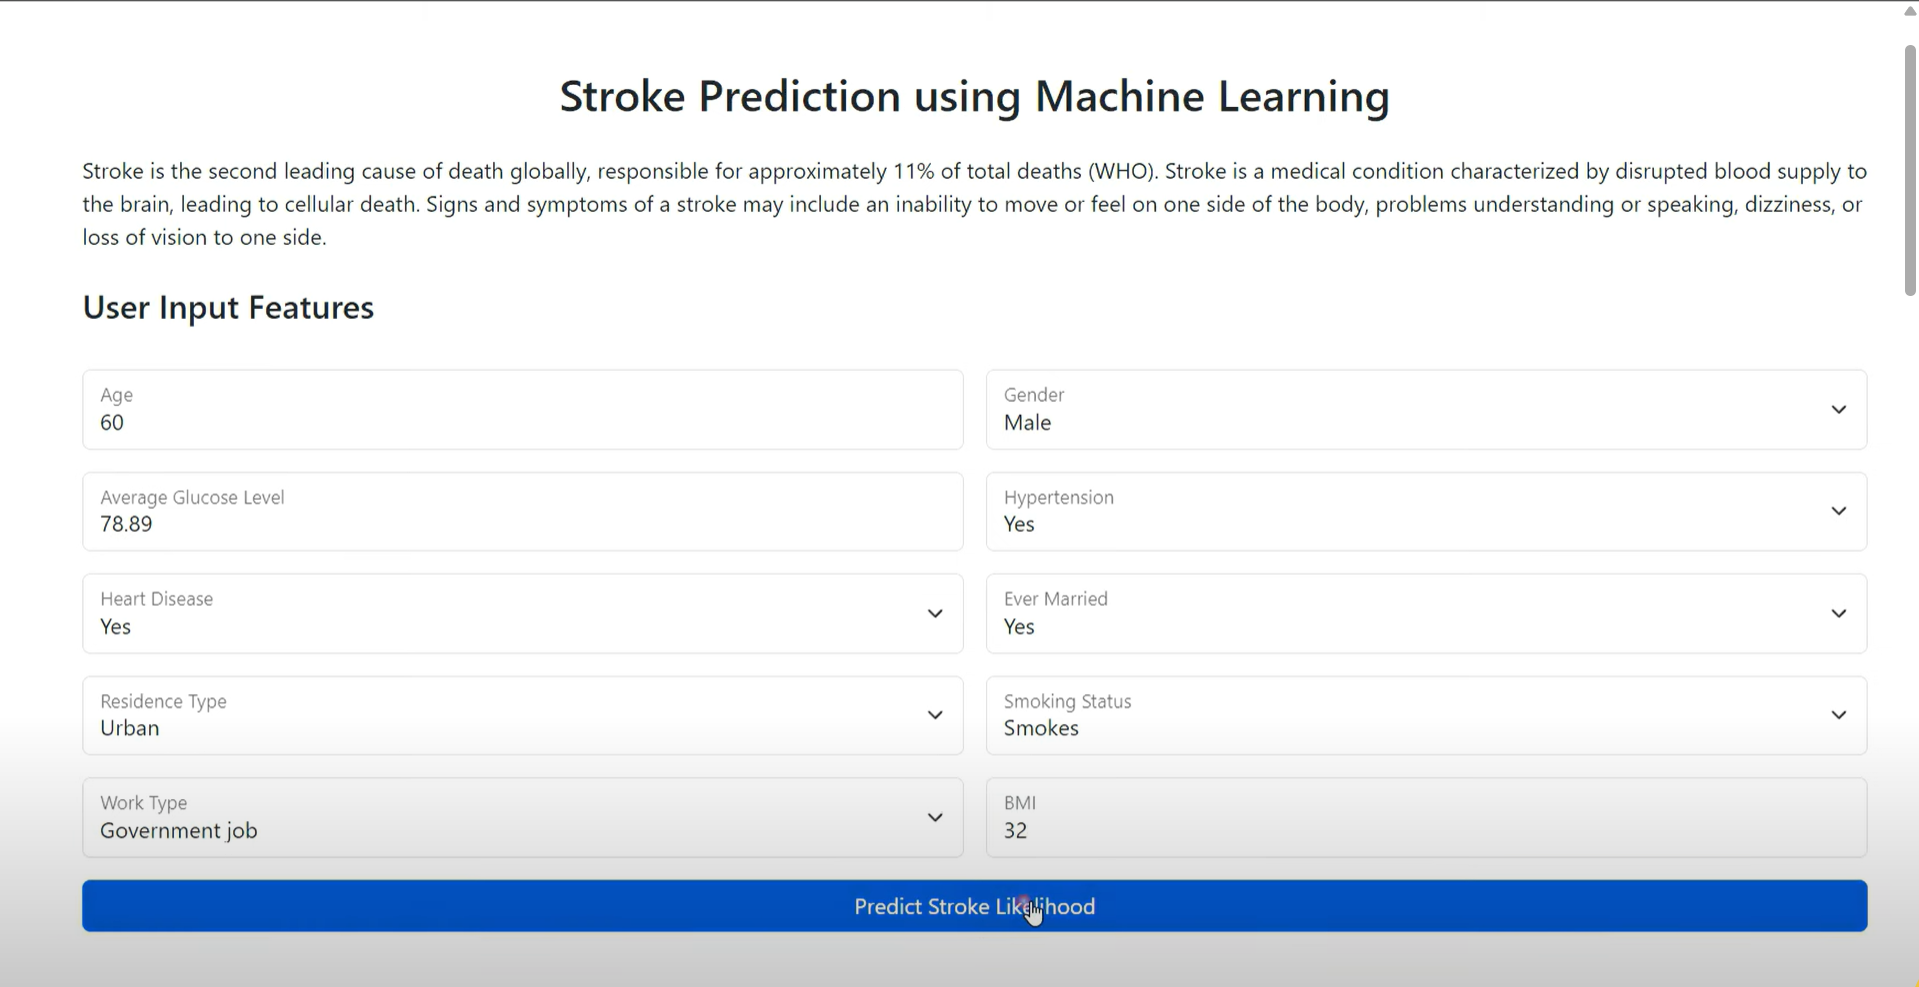 Stroke Prediction using Machine Learning
Stroke is the second leading cause of death globally, responsible for approximately 11% of total deaths (WHO). Stroke is a medical condition characterized by disrupted blood supply to
the brain, leading to cellular death. Signs and symptoms of a stroke may include an inability to move or feel on one side of the body, problems understanding or speaking, dizziness, or
loss of vision to one side.
User Input Features
Age
60
Gender
Male
Average Glucose Level
78.89
Hypertension
Yes
Heart Disease
Yes
Ever Married
Yes
Residence Type
Urban
Smoking Status
Smokes
Work Type
Government job
BMI
32
Predict Stroke Likelihood